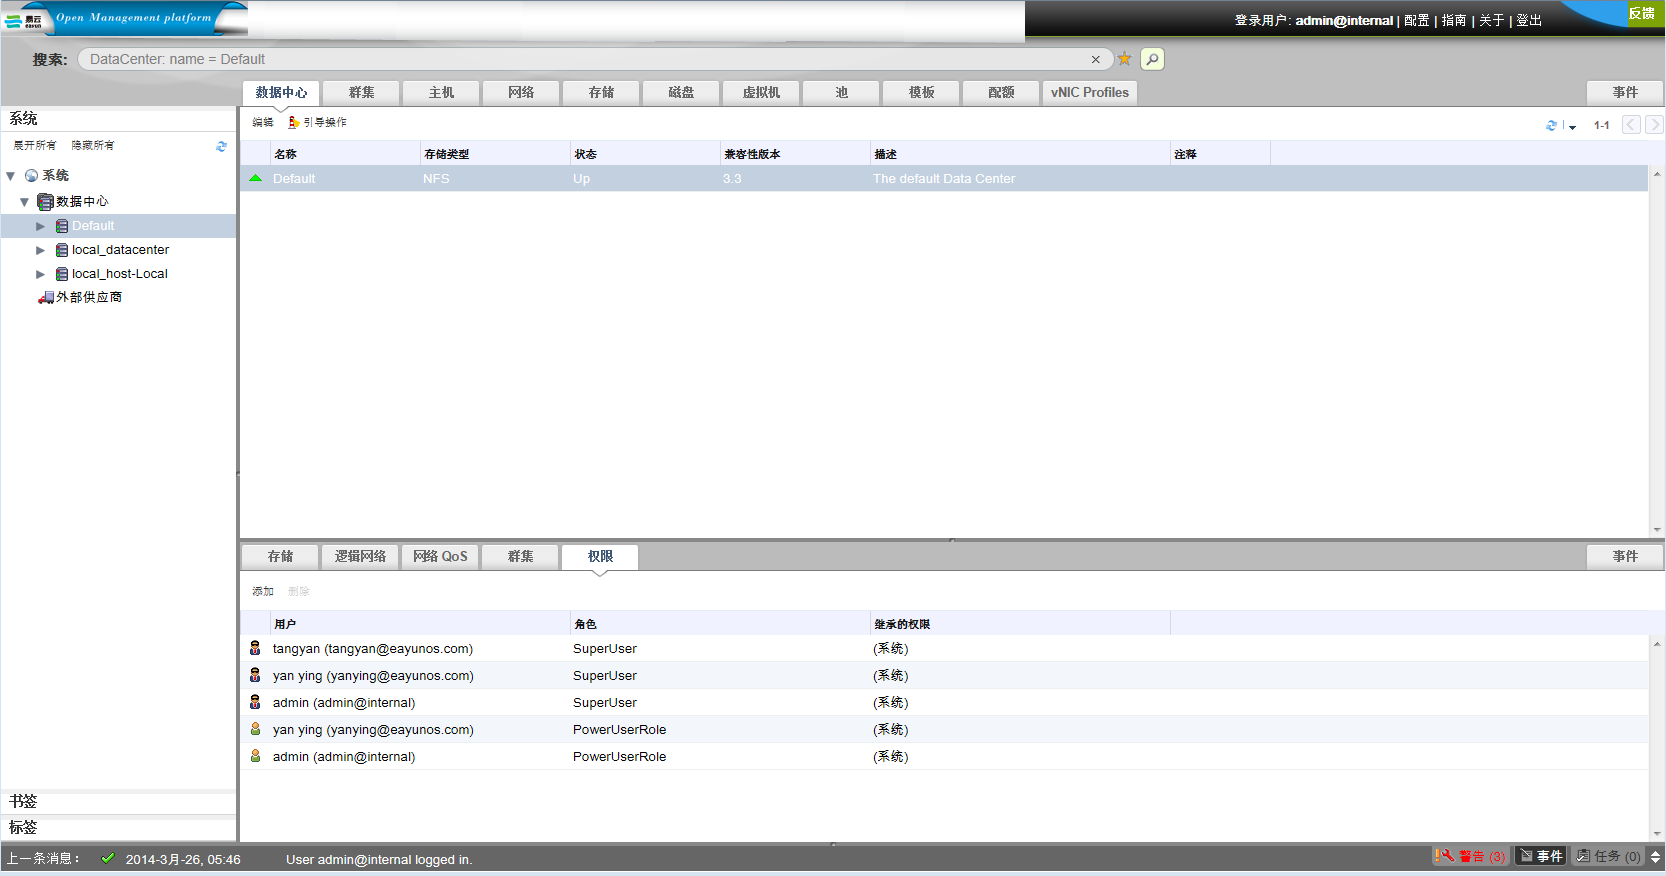 易云
eayun
Open Management platform
登录用户: admin@internal | 配置 | 指南 | 关于 | 登出
反馈
搜索:
DataCenter: name = Default
数据中心
群集
主机
网络
存储
磁盘
虚拟机
池
模板
配额
vNIC Profiles
事件
系统
展开所有
隐藏所有
系统
数据中心
Default
local_datacenter
local_host-Local
外部供应商
书签
标签
编辑
引导操作
1-1
名称 存储类型 状态 兼容性版本 描述 注释
Default NFS Up 3.3 The default Data Center
存储
逻辑网络
网络 QoS
群集
权限
事件
添加
删除
用户 角色 继承的权限
tangyan (tangyan@eayunos.com) SuperUser (系统)
yan ying (yanying@eayunos.com) SuperUser (系统)
admin (admin@internal) SuperUser (系统)
yan ying (yanying@eayunos.com) PowerUserRole (系统)
admin (admin@internal) PowerUserRole (系统)
上一条消息:
2014-3月-26, 05:46
User admin@internal logged in.
警告 (3)
事件
任务 (0)